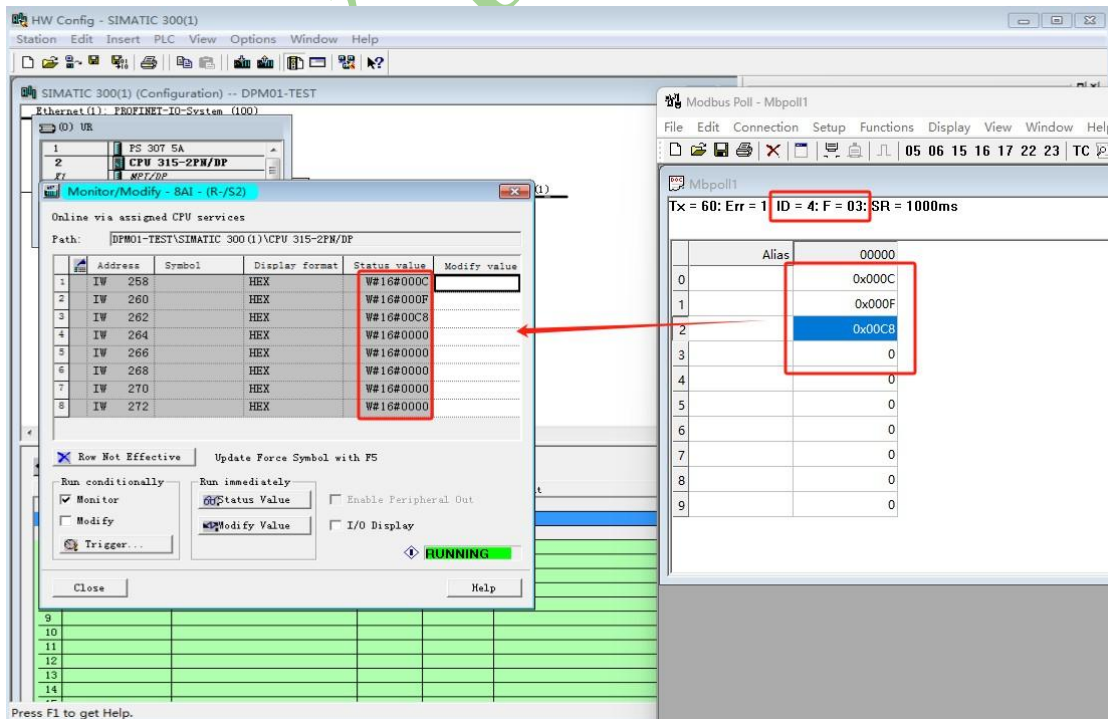 HW Config - SIMATIC 300(1)
Station Edit Insert PLC View Options Window Help
SIMATIC 300(1) (Configuration) -- DPM01-TEST
Ethernet(1): PROFINET-IO-System (100)
(0) UR
1 PS 307 5A
2 CPU 315-2PN/DP
X1 MPI/DP
Monitor/Modify - 8AI - (R-/S2)
Online via assigned CPU services
Path: DPM01-TEST\SIMATIC 300(1)\CPU 315-2PN/DP
Address Symbol Display format Status value Modify value
1 IW 258 HEX W#16#000C
2 IW 260 HEX W#16#000F
3 IW 262 HEX W#16#00C8
4 IW 264 HEX W#16#0000
5 IW 266 HEX W#16#0000
6 IW 268 HEX W#16#0000
7 IW 270 HEX W#16#0000
8 IW 272 HEX W#16#0000
Row Not Effective Update Force Symbol with F5
Run conditionally Run immediately
Monitor Status Value Enable Peripheral Out
Modify Modify Value I/O Display
Trigger...
RUNNING
Close Help
9
10
11
12
13
14
Press F1 to get Help.
Modbus Poll - Mbpoll1
File Edit Connection Setup Functions Display View Window Help
05 06 15 16 17 22 23 TC
Mbpoll1
Tx = 60: Err = 1 ID = 4: F = 03: SR = 1000ms
Alias 00000
0 0x000C
1 0x000F
2 0x00C8
3 0
4 0
5 0
6 0
7 0
8 0
9 0